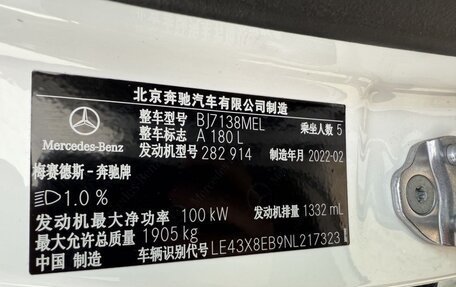 北京奔驰汽车有限公司制造
整车型号 BJ7138MEL 乘坐人数 5
整车标志 A 180 L
Mercedes-Benz 发动机型号 282 914 制造年月 2022-02
梅赛德斯-奔驰牌
1.0 %
发动机最大净功率 100 kW 发动机排量 1332 mL
最大允许总质量 1905 kg
中国 制造 车辆识别代号 LE43X8EB9NL217323